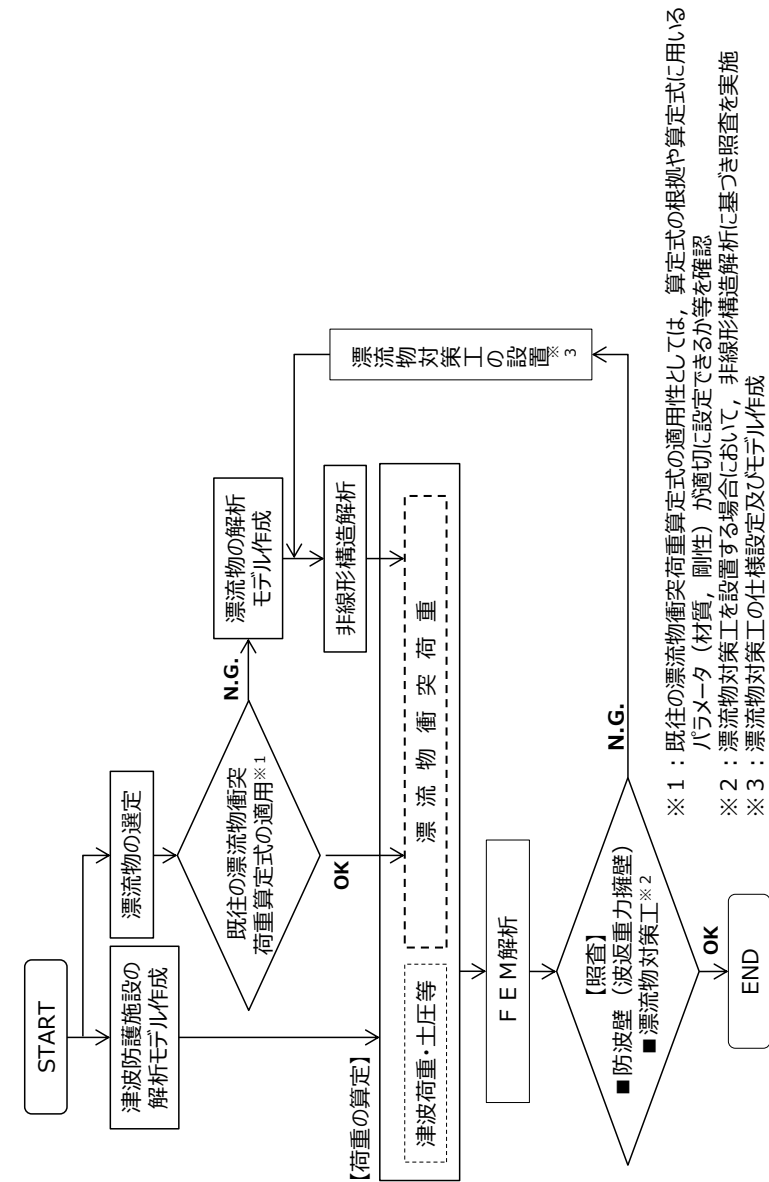 START
津波防護施設の
解析モデル作成
漂流物の選定
既往の漂流物衝突
荷重算定式の適用※1
N.G.
OK
漂流物の解析
モデル作成
非線形構造解析
漂流物対策工の設置※3
【荷重の算定】
津波荷重・土圧等
漂流物衝突荷重
FEM解析
【照査】
■防波壁(波返重力擁壁)
■漂流物対策工※2
N.G.
OK
END
※1:既往の漂流物衝突荷重算定式の適用性としては,算定式の根拠や算定式に用いる
パラメータ(材質,剛性)が適切に設定できるか等を確認
※2:漂流物対策工を設置する場合において,非線形構造解析に基づき照査を実施
※3:漂流物対策工の仕様設定及びモデル作成